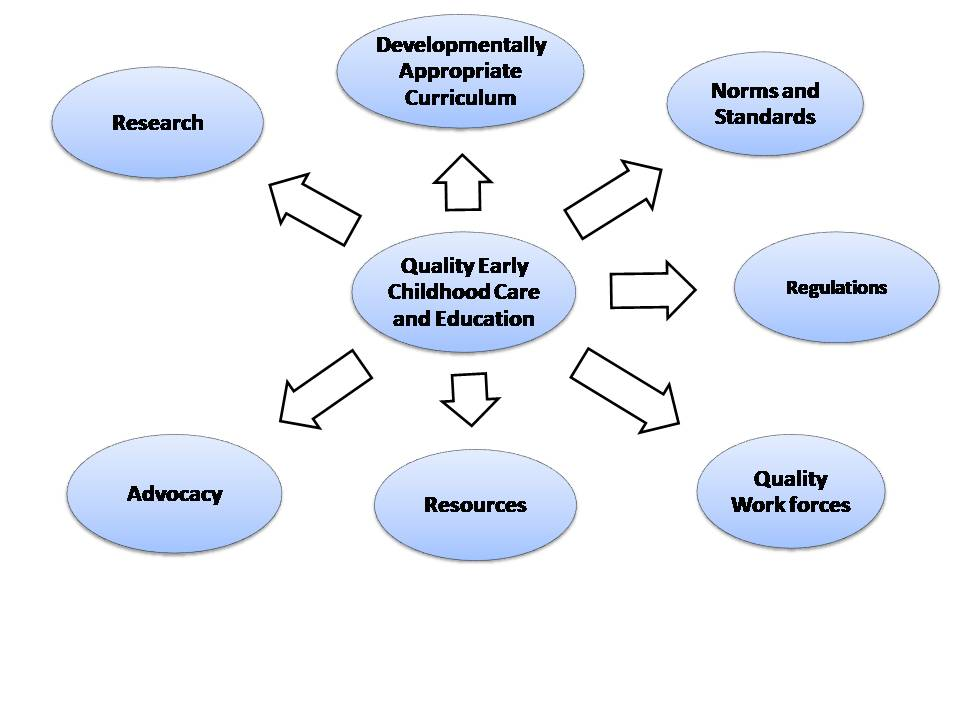 Developmentally
Appropriate
Curriculum
Research
Norms and
Standards
Quality Early
Childhood Care
and Education
Regulations
Advocacy
Resources
Quality
Work forces